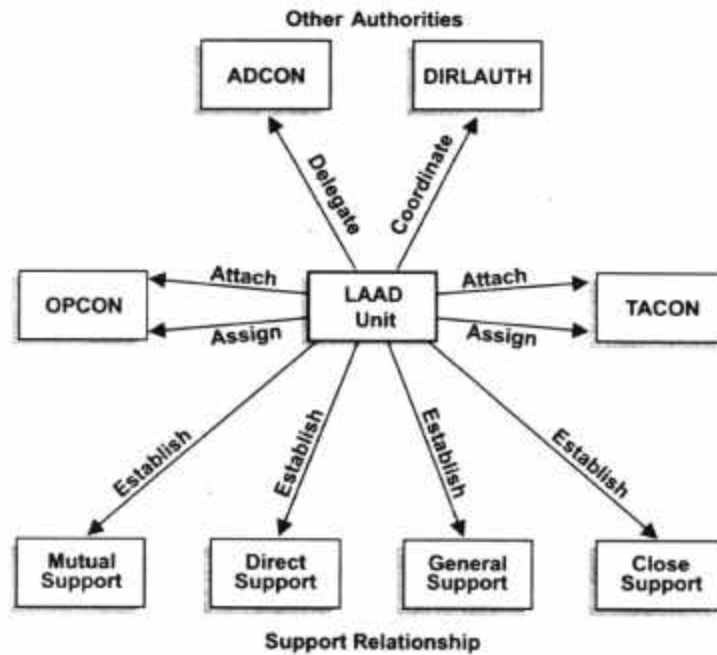 Other Authorities
ADCON
DIRLAUTH
Delegate
Coordinate
Attach
Attach
OPCON
LAAD
Unit
TACON
Assign
Assign
Establish
Establish
Establish
Establish
Mutual
Support
Direct
Support
General
Support
Close
Support
Support Relationship